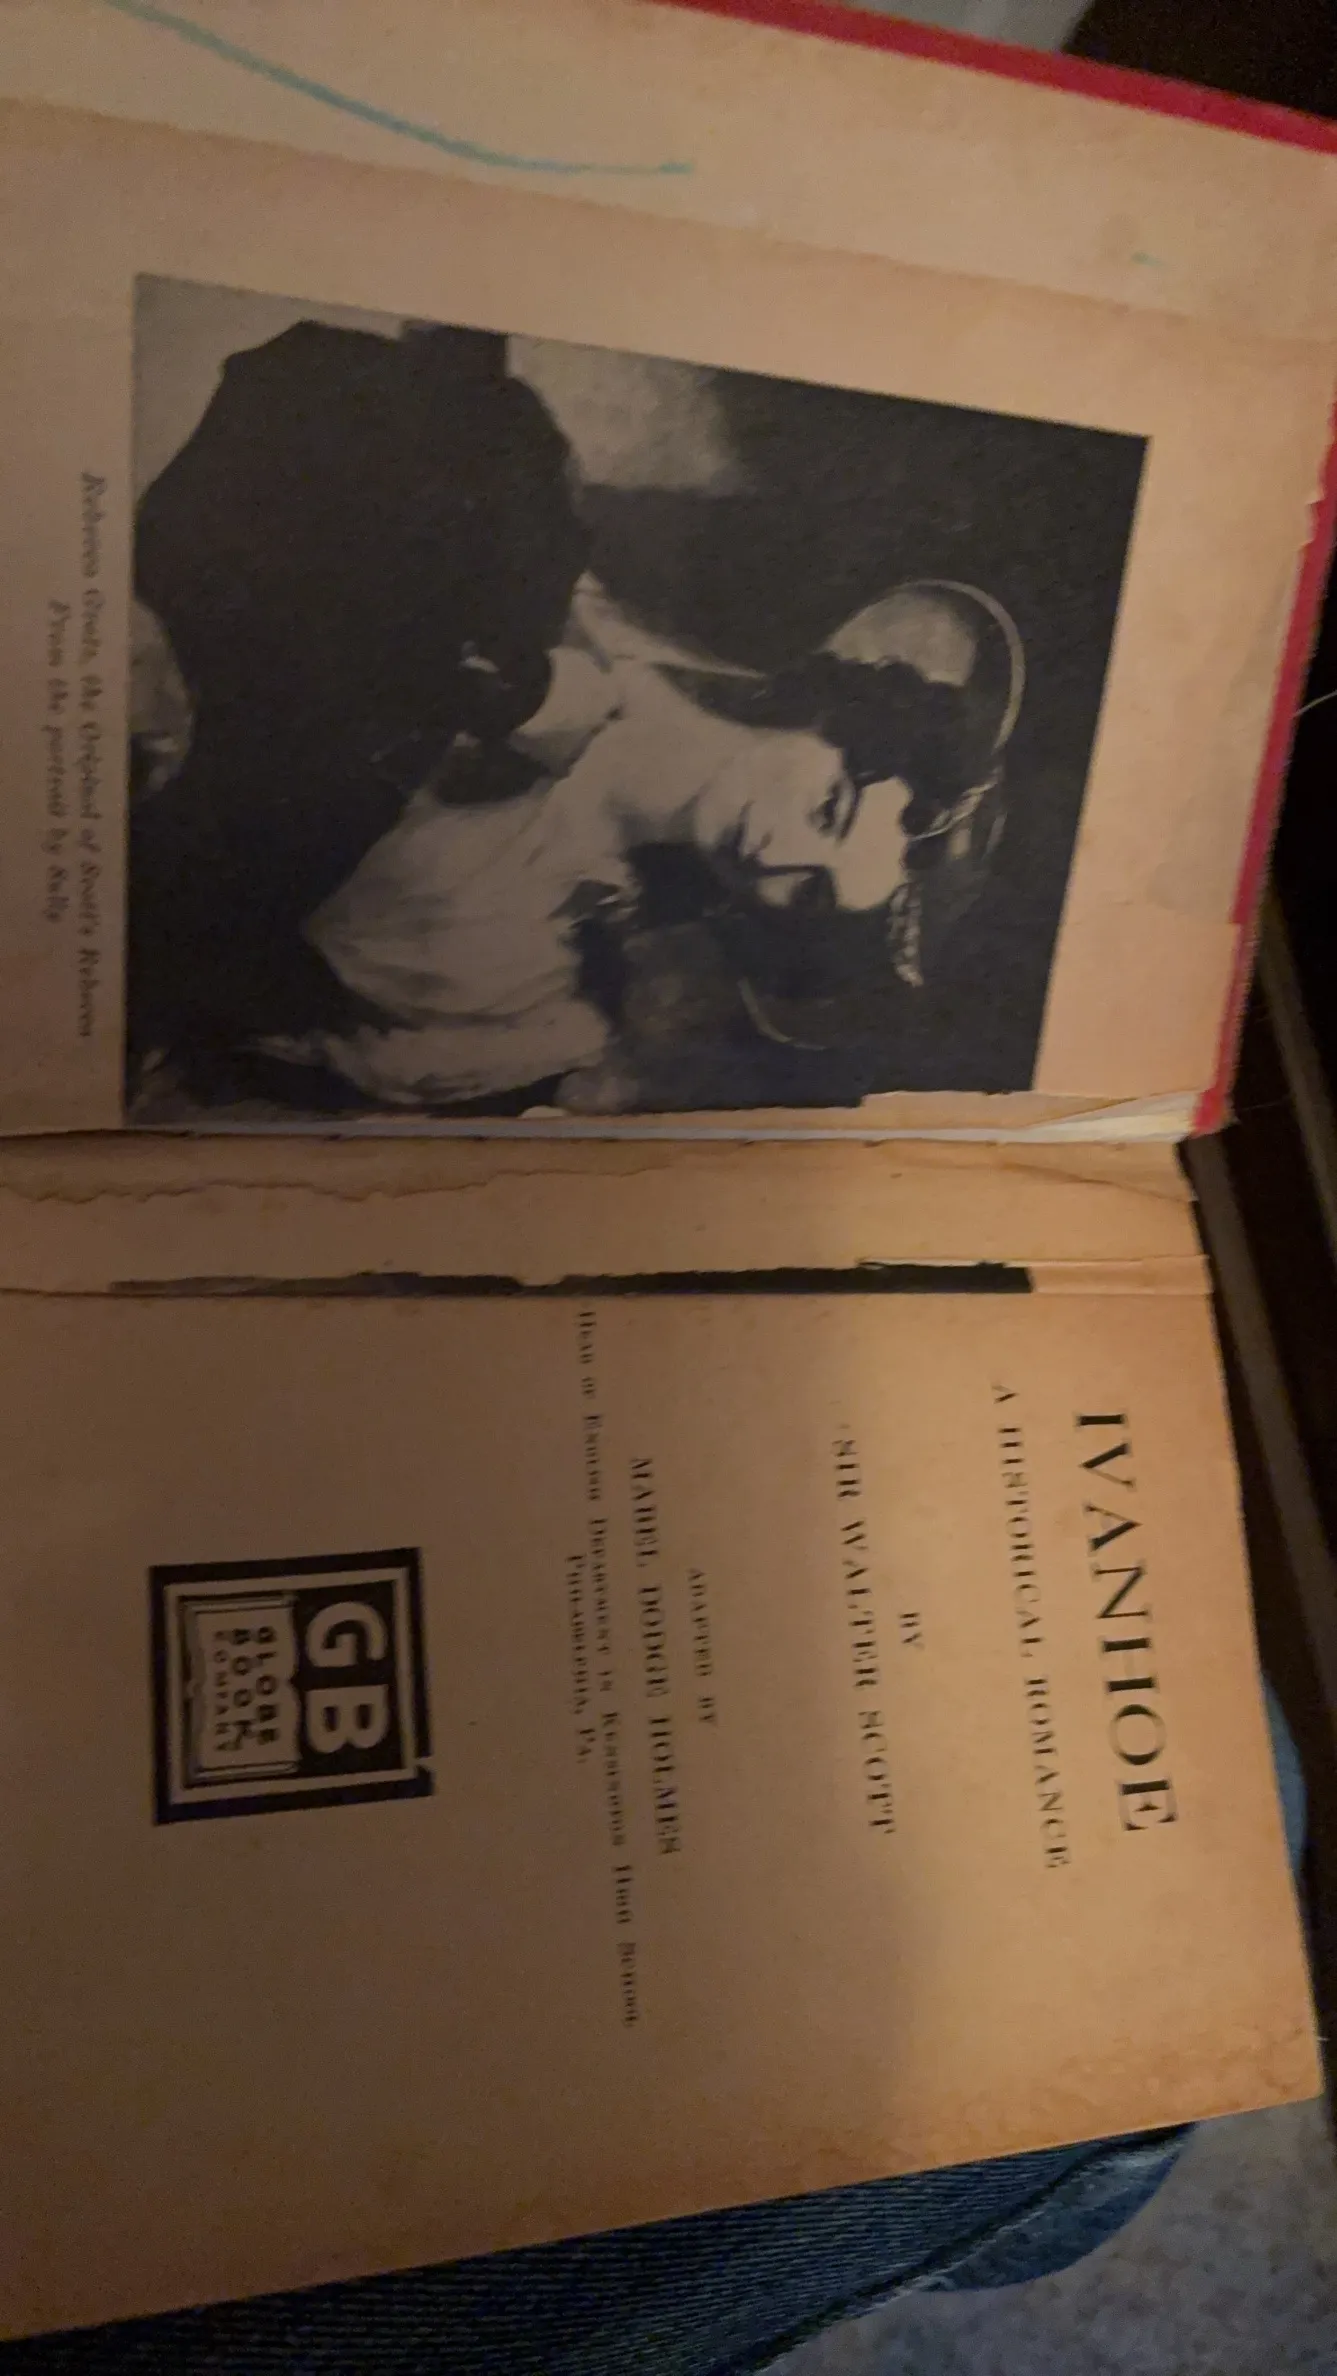 Rebecca Gratz, the Original of Scott's Rebecca
From the portrait by Sully
IVANHOE
A HISTORICAL ROMANCE
BY
SIR WALTER SCOTT
ADAPTED BY
MABEL DODGE HOLMES
HEAD OF ENGLISH DEPARTMENT IN KENSINGTON HIGH SCHOOL
PHILADELPHIA, PA.
GB
GLOBE
BOOK
COMPANY